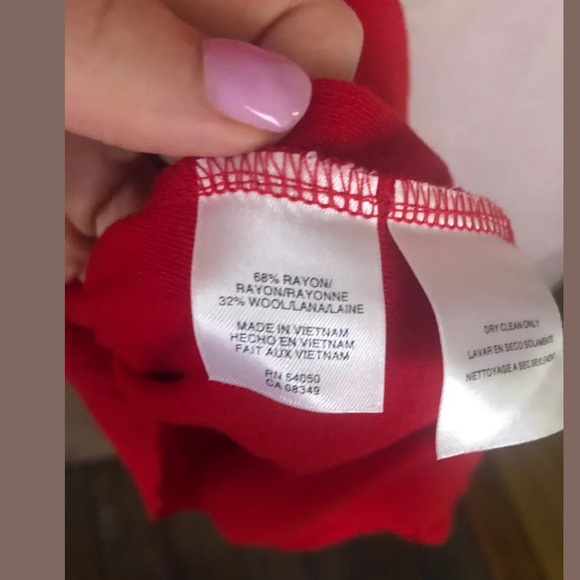 68% RAYON/
RAYON/RAYONNE
32% WOOL/LANA/LAINE
MADE IN VIETNAM
HECHO EN VIETNAM
FAIT AUX VIETNAM
RN 54050
CA 08349
DRY CLEAN ONLY
LAVAR EN SECO SOLAMENTE
NETTOYAGE A SEC SEULEMENT